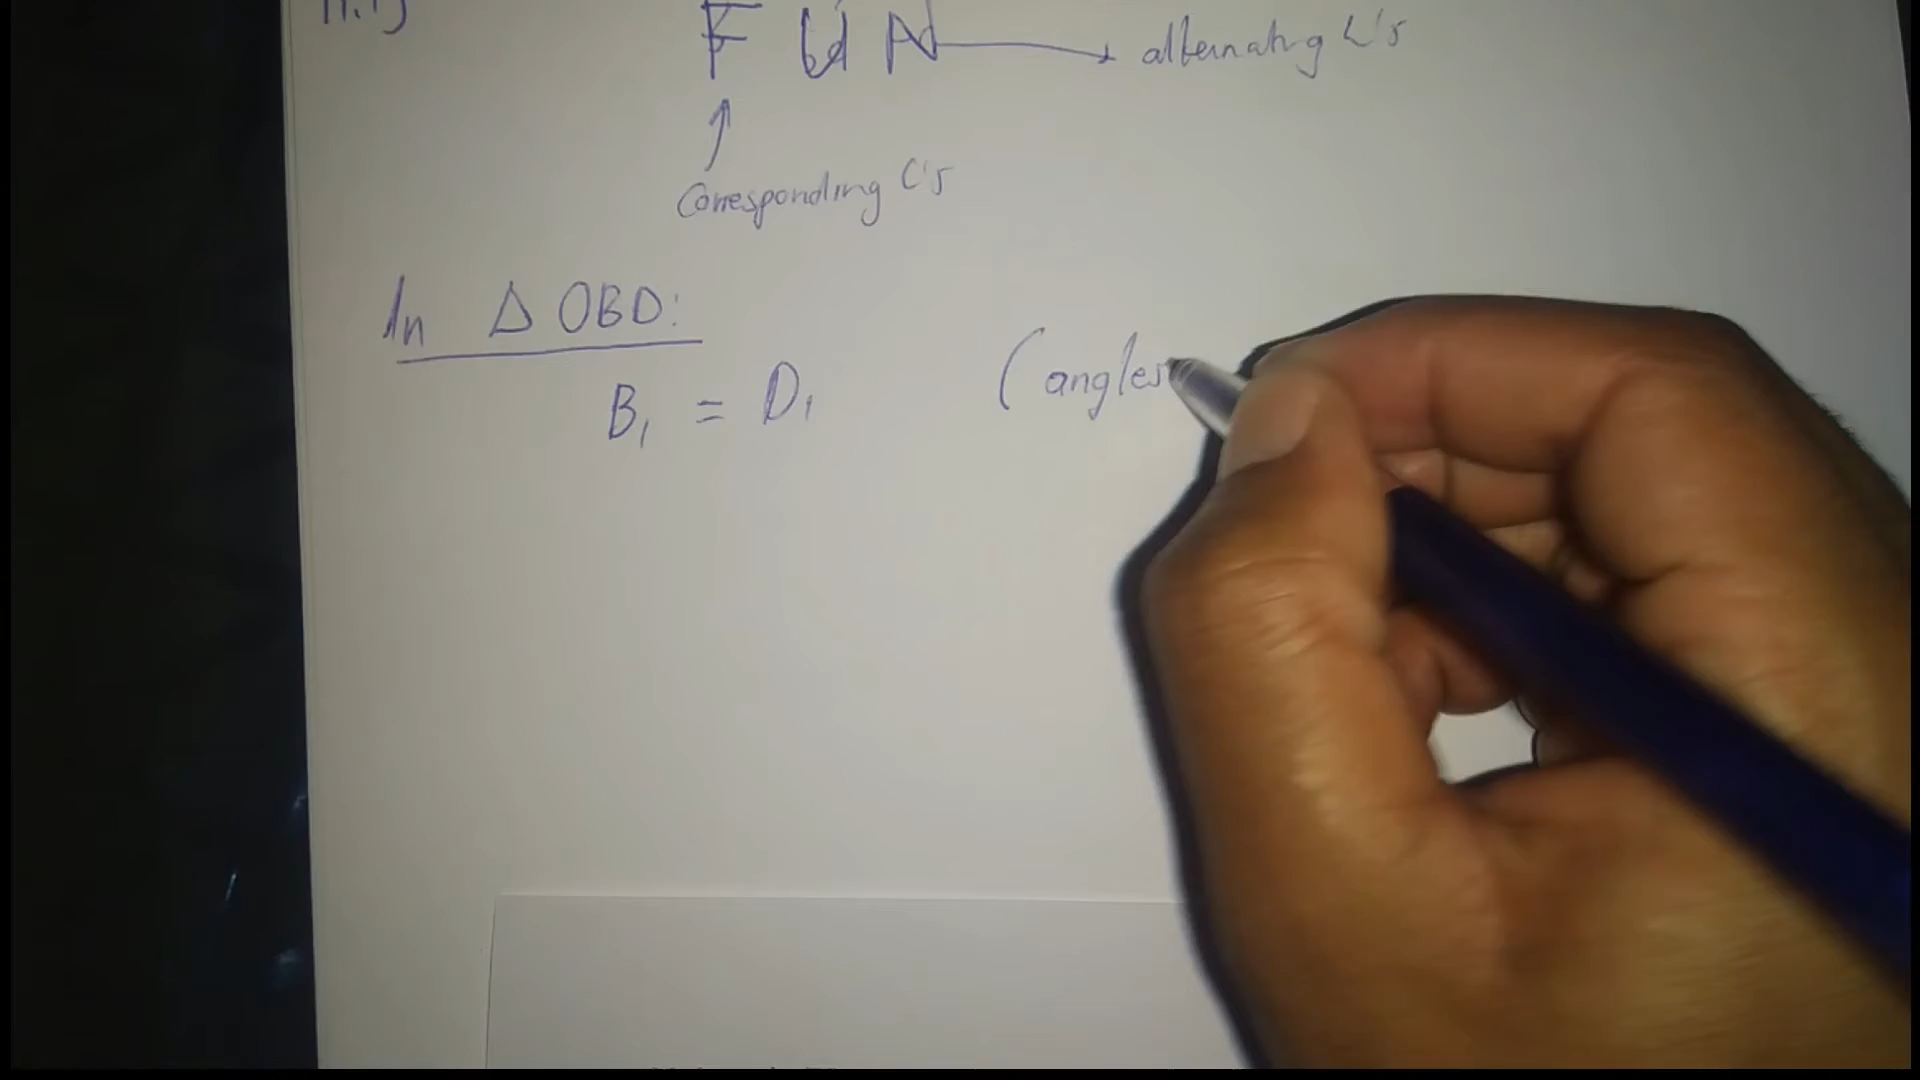 F U N → alternating L's
↑
Corresponding L's
In Δ OBD:
B₁ = D₁ (angles